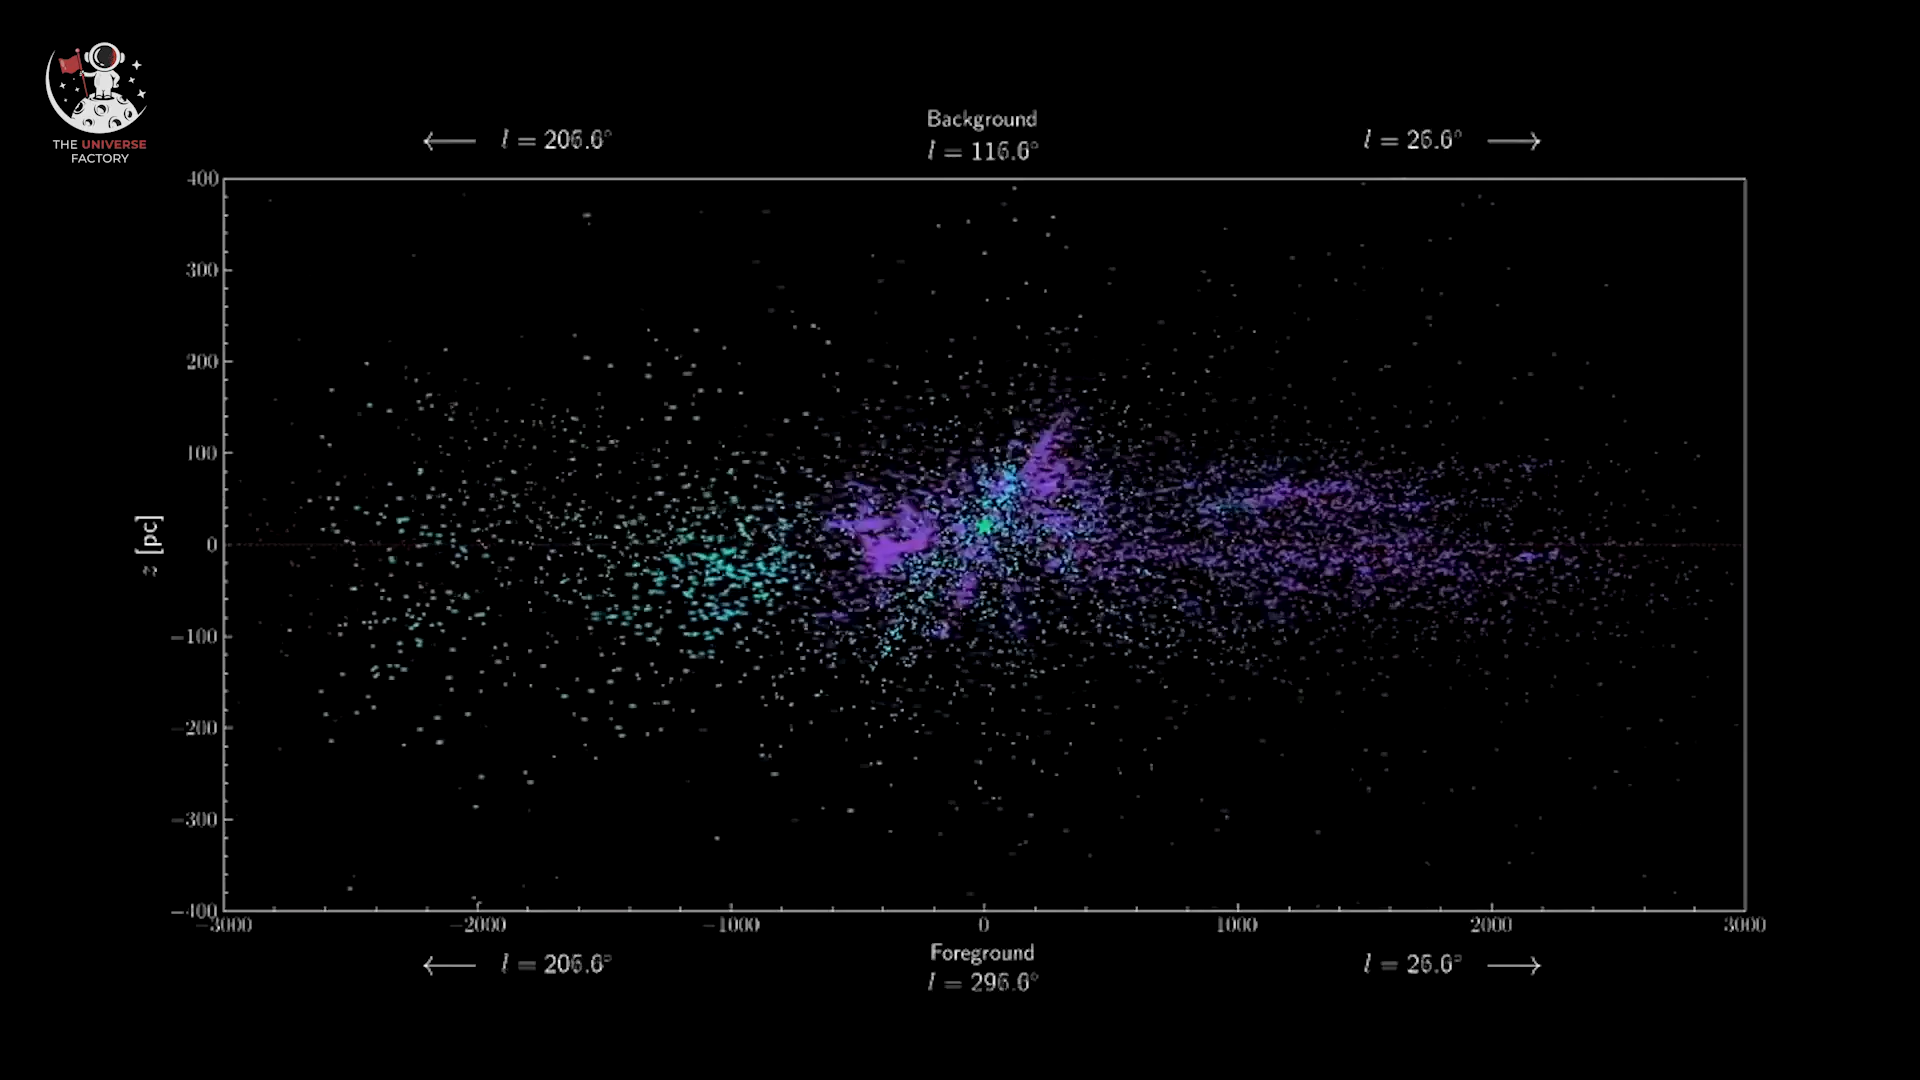 THE UNIVERSE
FACTORY
Background
← l = 206.6° l = 116.6° l = 26.6° →
400
300
200
100
0
−100
−200
−300
−400
z [pc]
−3000 −2000 −1000 0 1000 2000 3000
Foreground
← l = 206.6° l = 296.6° l = 26.6° →